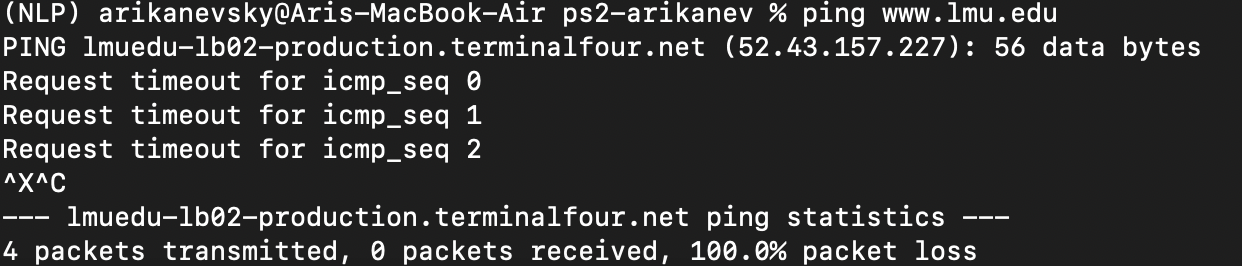 (NLP) arikanevsky@Aris-MacBook-Air ps2-arikanev % ping www.lmu.edu
PING lmuedu-lb02-production.terminalfour.net (52.43.157.227): 56 data bytes
Request timeout for icmp_seq 0
Request timeout for icmp_seq 1
Request timeout for icmp_seq 2
^X^C
--- lmuedu-lb02-production.terminalfour.net ping statistics ---
4 packets transmitted, 0 packets received, 100.0% packet loss